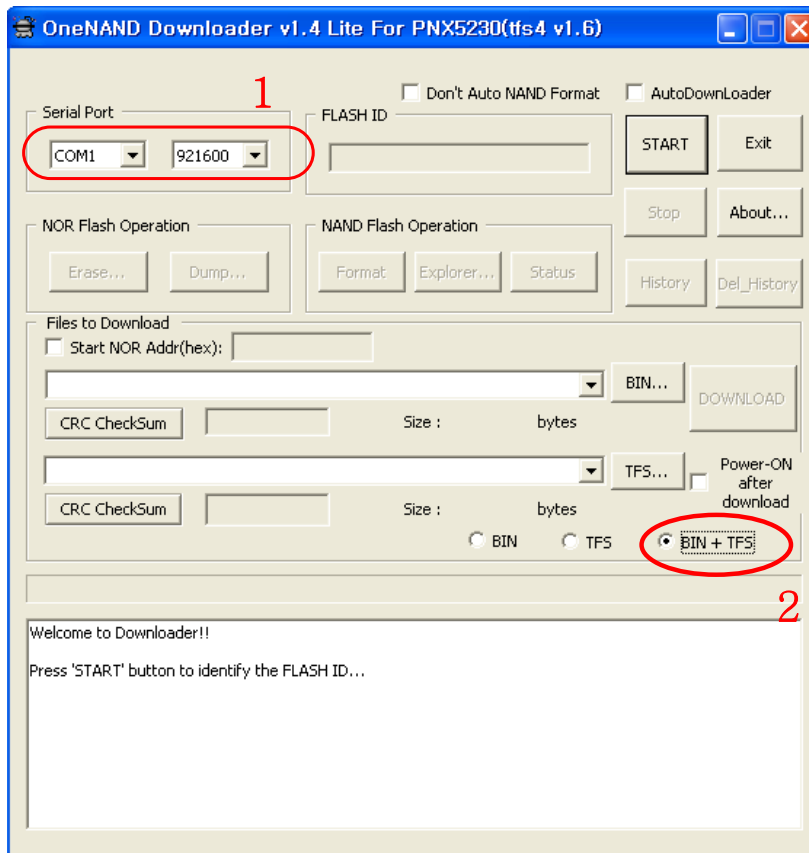 OneNAND Downloader v1.4 Lite For PNX5230(tfs4 v1.6)
1
Don't Auto NAND Format
AutoDownLoader
Serial Port
FLASH ID
COM1
921600
START
Exit
Stop
About...
NOR Flash Operation
NAND Flash Operation
Erase...
Dump...
Format
Explorer...
Status
History
Del_History
Files to Download
Start NOR Addr(hex):
BIN...
DOWNLOAD
CRC CheckSum
Size :
bytes
TFS...
Power-ON
after
download
CRC CheckSum
Size :
bytes
BIN
TFS
BIN + TFS
2
Welcome to Downloader!!
Press 'START' button to identify the FLASH ID...